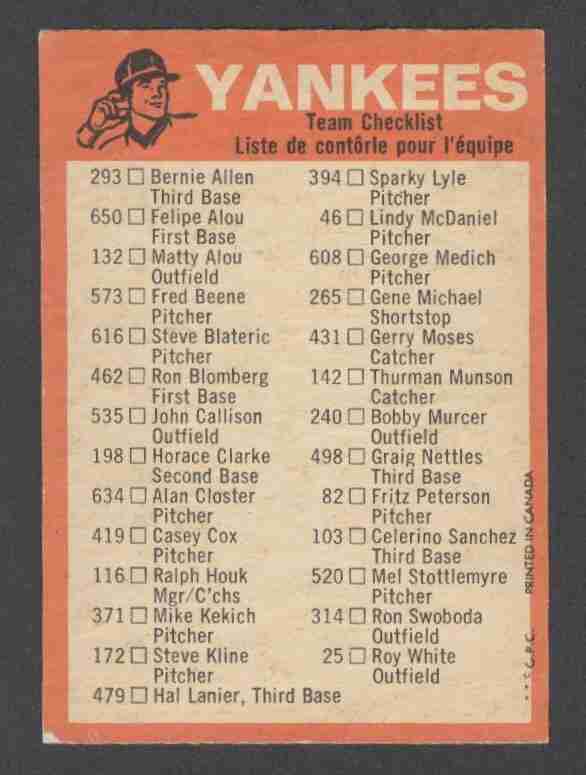 YANKEES
Team Checklist
Liste de contôrle pour l'équipe
293 □ Bernie Allen
Third Base
650 □ Felipe Alou
First Base
132 □ Matty Alou
Outfield
573 □ Fred Beene
Pitcher
616 □ Steve Blateric
Pitcher
462 □ Ron Blomberg
First Base
535 □ John Callison
Outfield
198 □ Horace Clarke
Second Base
634 □ Alan Closter
Pitcher
419 □ Casey Cox
Pitcher
116 □ Ralph Houk
Mgr/C'chs
371 □ Mike Kekich
Pitcher
172 □ Steve Kline
Pitcher
479 □ Hal Lanier, Third Base
394 □ Sparky Lyle
Pitcher
46 □ Lindy McDaniel
Pitcher
608 □ George Medich
Pitcher
265 □ Gene Michael
Shortstop
431 □ Gerry Moses
Catcher
142 □ Thurman Munson
Catcher
240 □ Bobby Murcer
Outfield
498 □ Graig Nettles
Third Base
82 □ Fritz Peterson
Pitcher
103 □ Celerino Sanchez
Third Base
520 □ Mel Stottlemyre
Pitcher
314 □ Ron Swoboda
Outfield
25 □ Roy White
Outfield
**©C.P.C. PRINTED IN CANADA